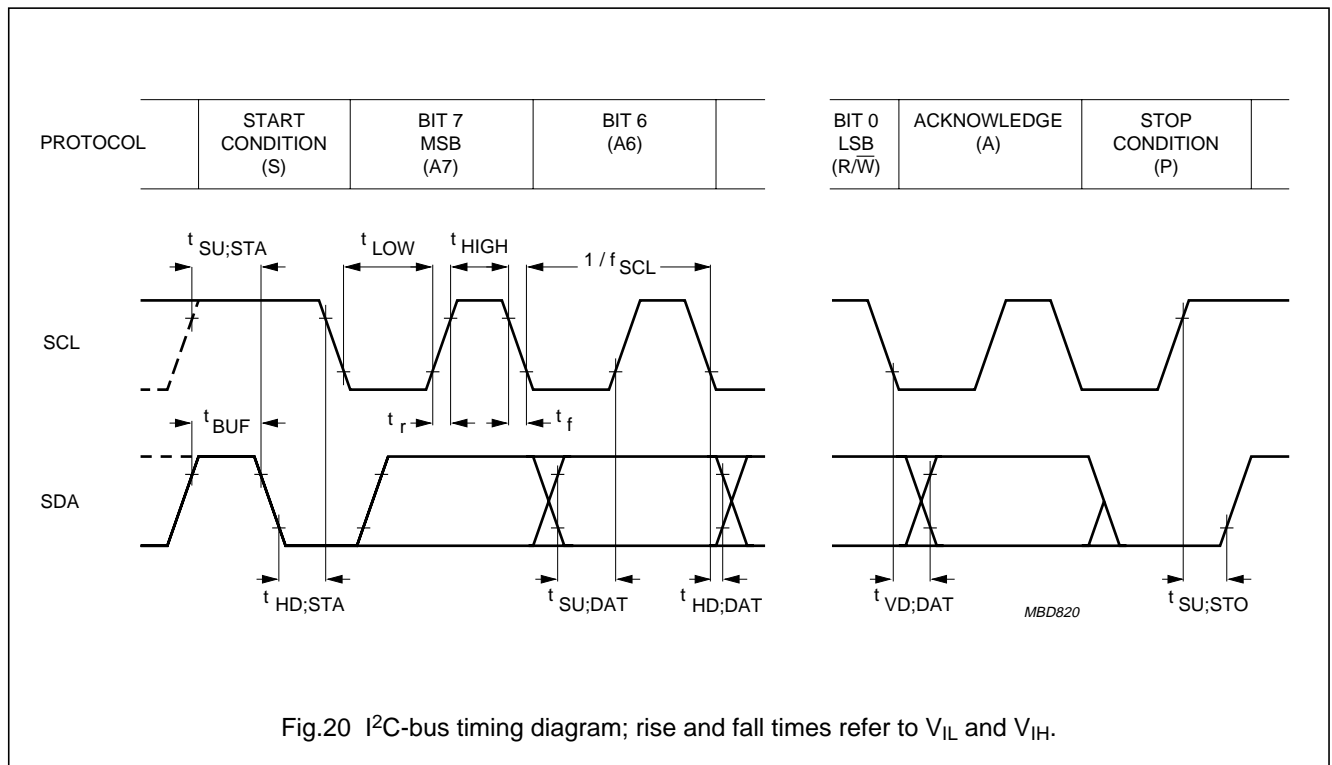 PROTOCOL
START
CONDITION
(S)
BIT 7
MSB
(A7)
BIT 6
(A6)
BIT 0
LSB
(R/W̅)
ACKNOWLEDGE
(A)
STOP
CONDITION
(P)
t SU;STA
t LOW
t HIGH
1 / f SCL
SCL
t BUF
t r
t f
SDA
t HD;STA
t SU;DAT
t HD;DAT
t VD;DAT
MBD820
t SU;STO
Fig.20 I²C-bus timing diagram; rise and fall times refer to V_IL and V_IH.